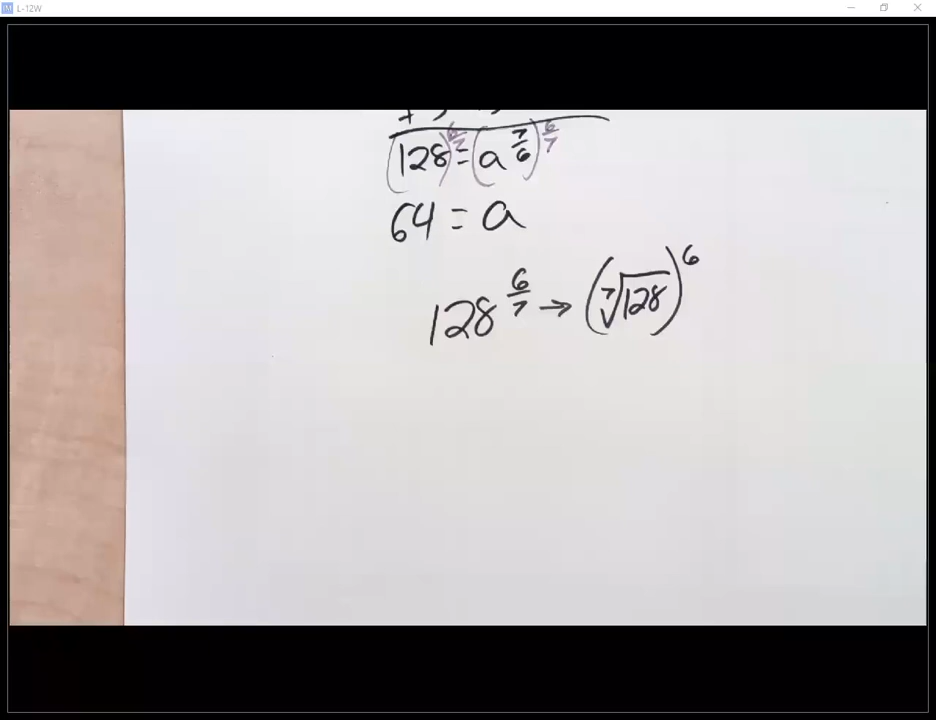 L-12W
(128)^{6/7} = (a^{7/6})^{6/7}
64 = a
128^{6/7} → (⁷√128)^6